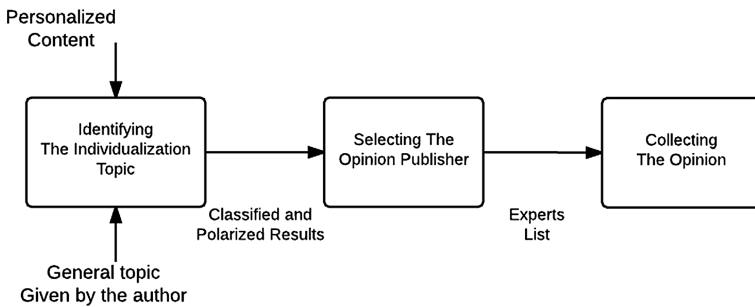 Personalized
Content
Identifying
The Individualization
Topic
Selecting The
Opinion Publisher
Collecting
The Opinion
Classified and
Polarized Results
Experts
List
General topic
Given by the author